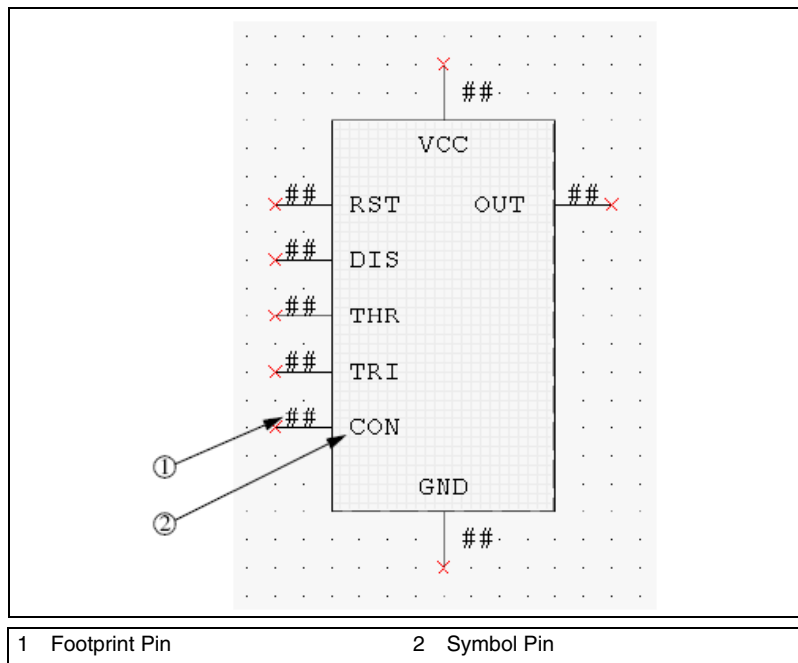 ##
VCC
## RST OUT ##
## DIS
## THR
## TRI
## CON
1
2
GND
##
1 Footprint Pin 2 Symbol Pin